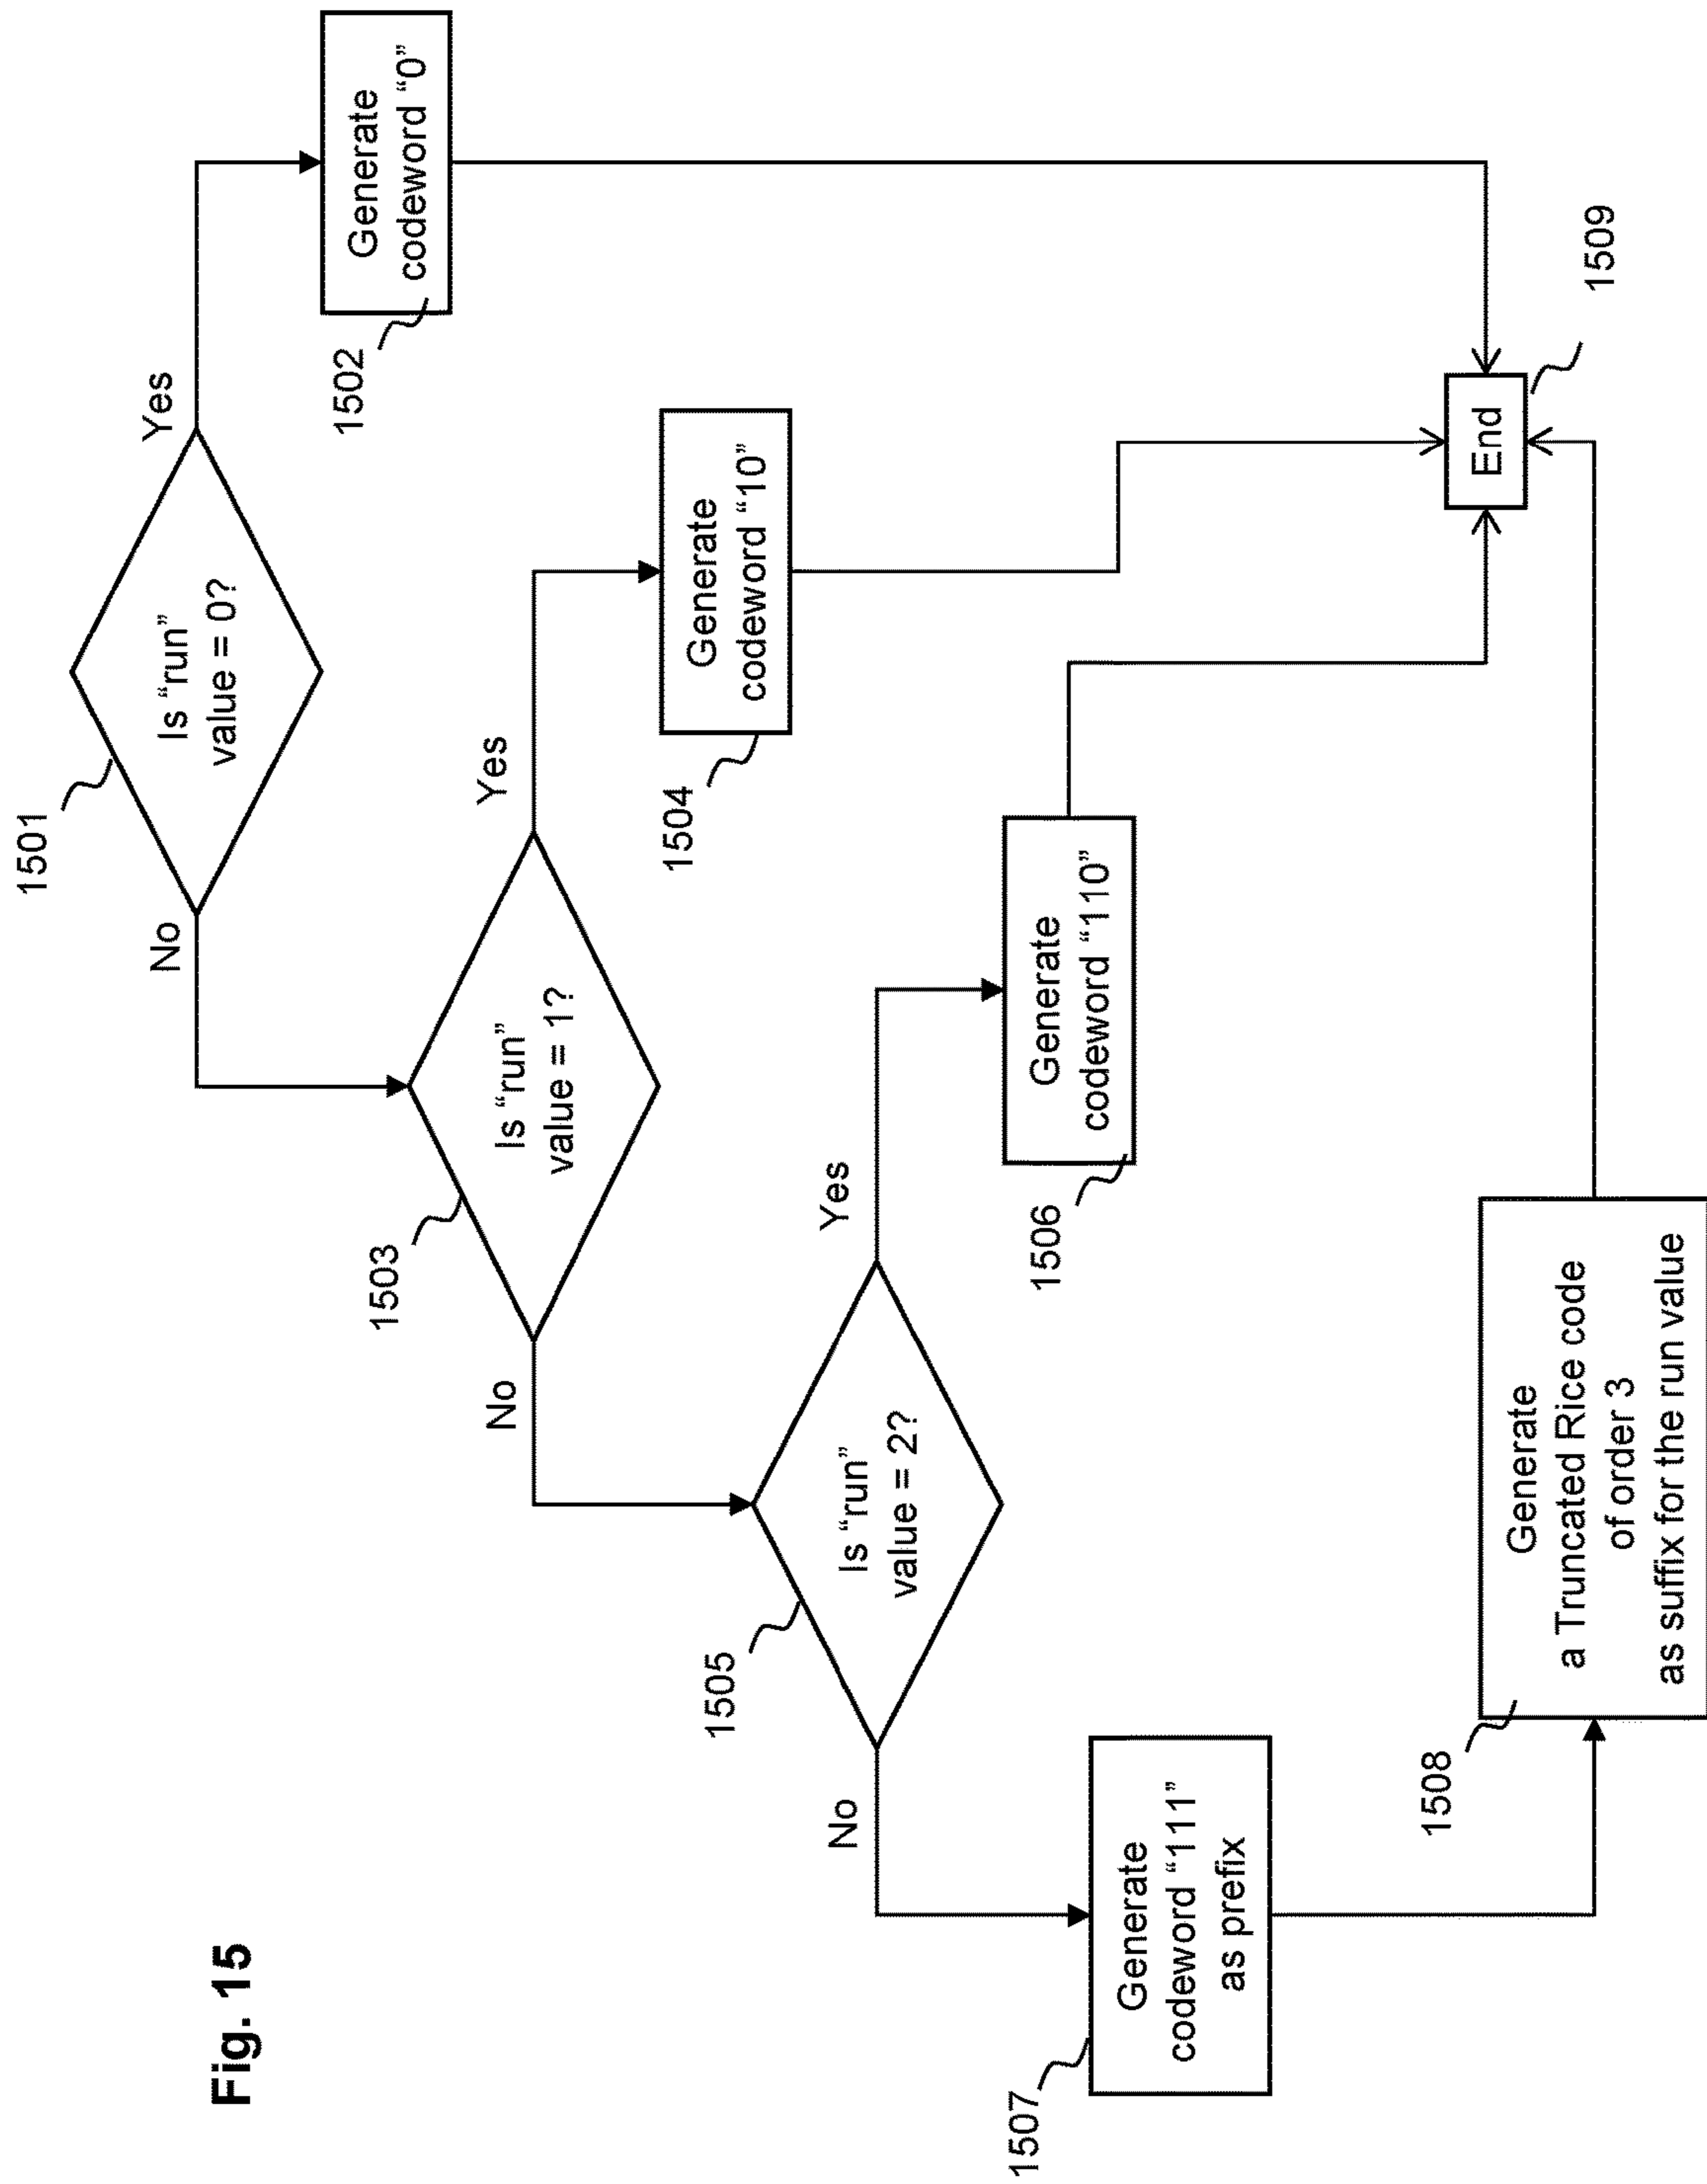 Fig. 15
1501
Is “run”
value = 0?
No
Yes
1502
Generate
codeword “0”
1503
Is “run”
value = 1?
No
Yes
1504
Generate
codeword “10”
1505
Is “run”
value = 2?
No
Yes
1506
Generate
codeword “110”
1507
Generate
codeword “111”
as prefix
1508
Generate
a Truncated Rice code
of order 3
as suffix for the run value
End
1509